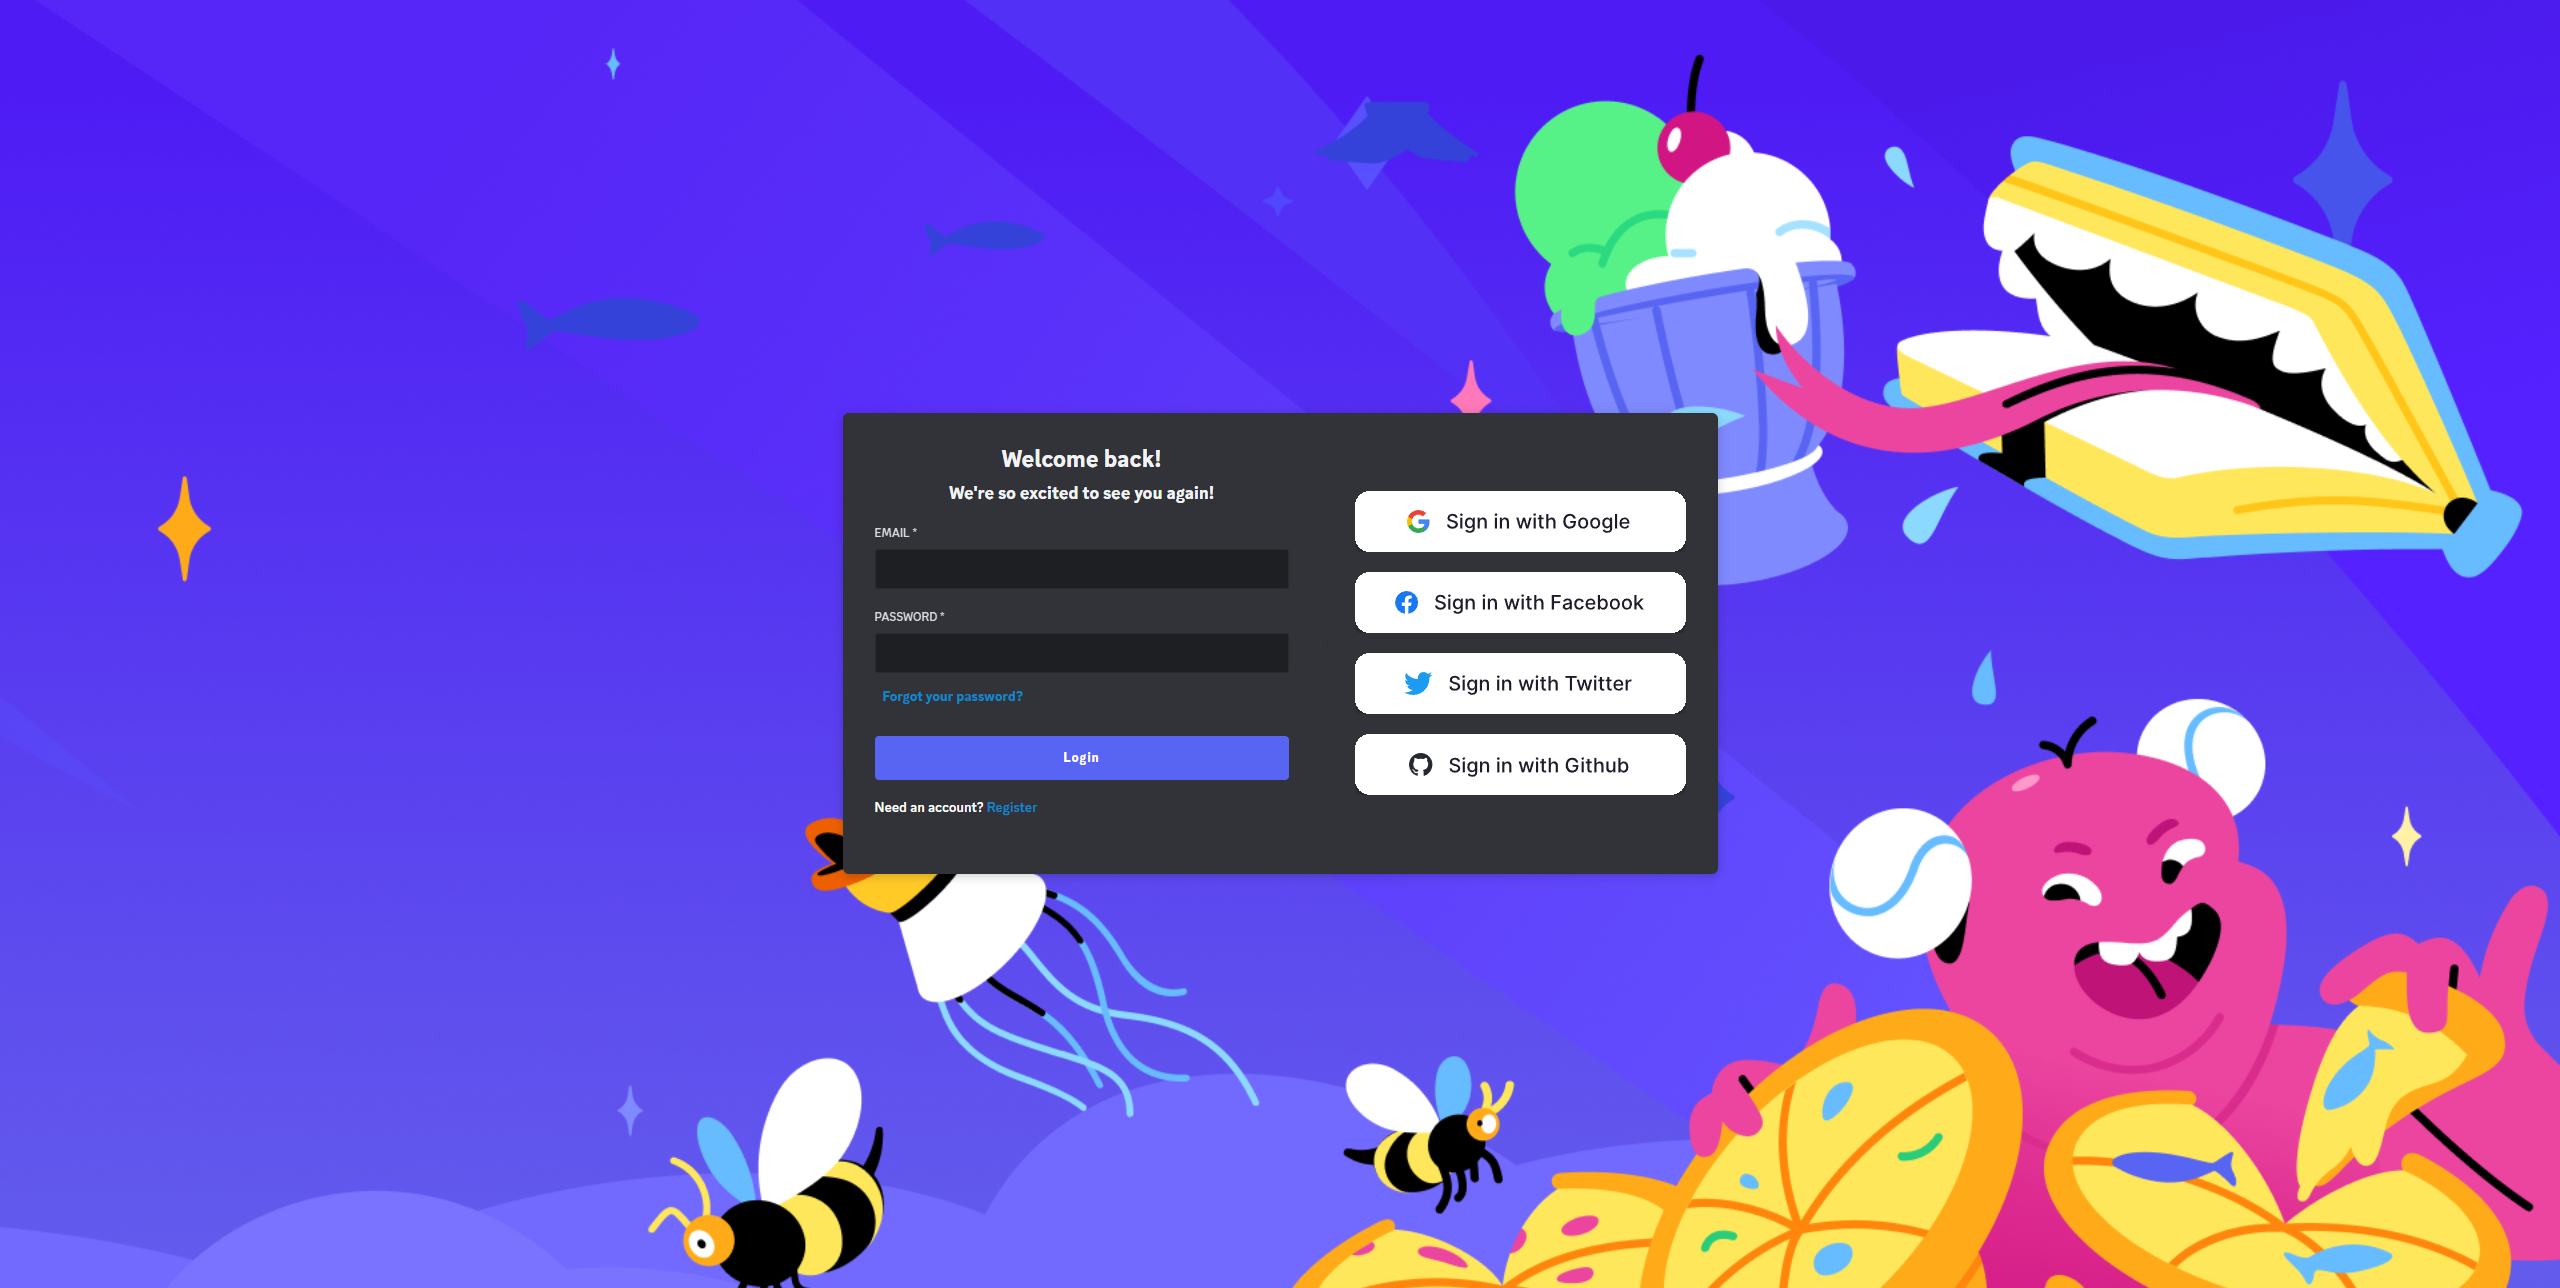 Welcome back!
We're so excited to see you again!
EMAIL *
PASSWORD *
Forgot your password?
Login
Need an account? Register
Sign in with Google
Sign in with Facebook
Sign in with Twitter
Sign in with Github